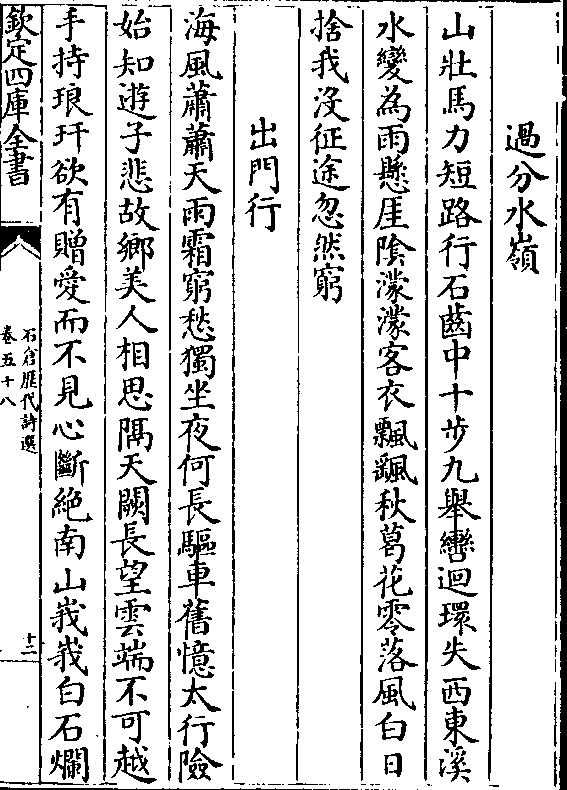 過分水嶺
山壯馬力短路行石齒中十步九舉轡迴環失西東溪
水變為雨懸厓隂濛濛客衣飄颻秋葛花零落風白日
捨我沒征途忽然窮
出門行
海風蕭蕭天雨霜窮愁獨坐夜何長驅車舊憶太行險
始知遊子悲故鄉美人相思隔天闕長望雲端不可越
手持琅玕欲有贈愛而不見心斷絶南山峩峩白石爛
欽定四庫全書
石倉歴代詩選
卷五十八
十二